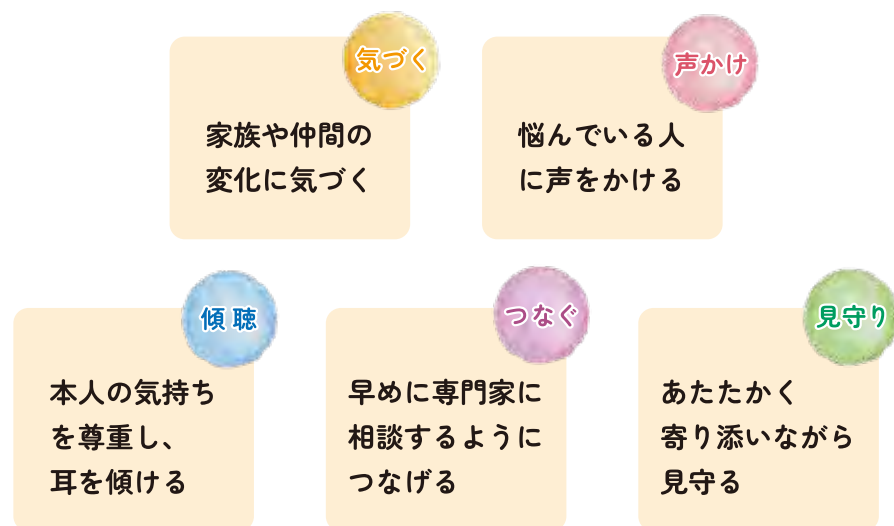 気づく
家族や仲間の
変化に気づく
声かけ
悩んでいる人
に声をかける
傾聴
本人の気持ち
を尊重し、
耳を傾ける
つなぐ
早めに専門家に
相談するように
つなげる
見守り
あたたかく
寄り添いながら
見守る